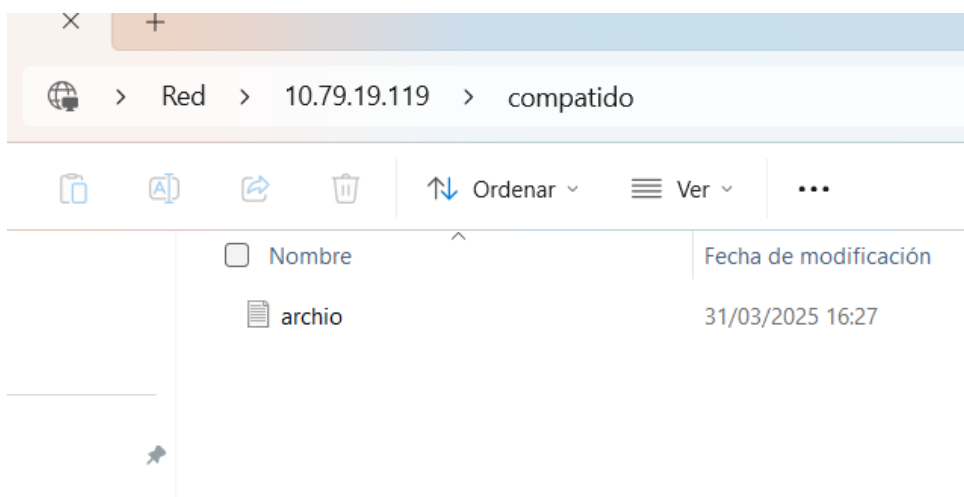 Red > 10.79.19.119 > compatido
Ordenar Ver
Nombre Fecha de modificación
archio 31/03/2025 16:27